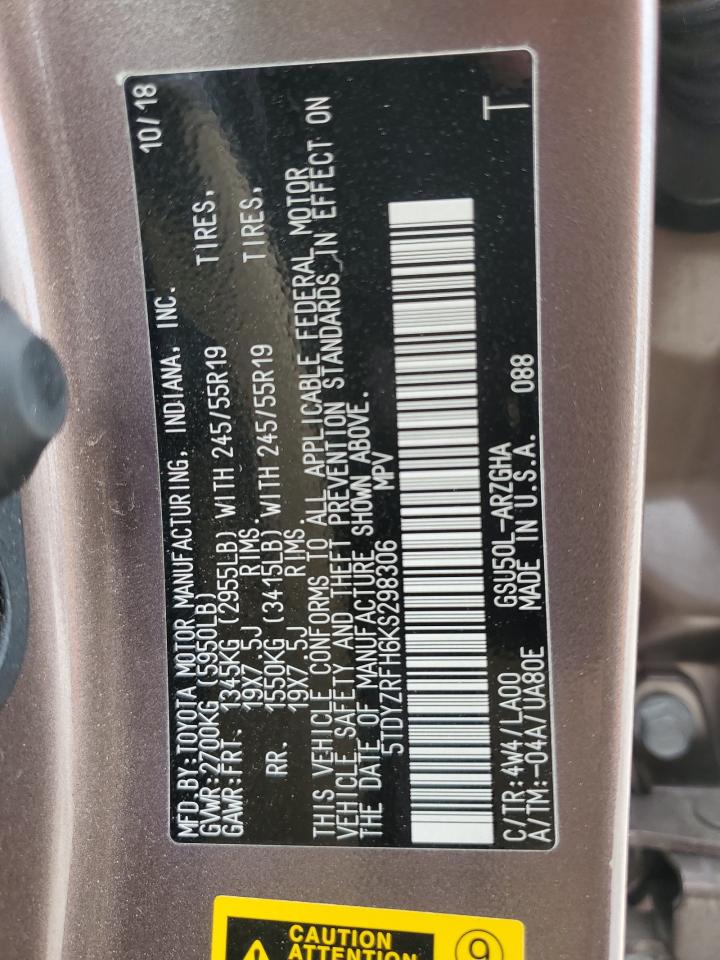 MFD.BY:TOYOTA MOTOR MANUFACTURING, INDIANA, INC. 10/18
GVWR:2700KG(5950LB)
GAWR:FRT. 1345KG (2955LB) WITH 245/55R19 TIRES,
19X7.5J RIMS.
RR. 1550KG (3415LB) WITH 245/55R19 TIRES,
19X7.5J RIMS.
THIS VEHICLE CONFORMS TO ALL APPLICABLE FEDERAL MOTOR
VEHICLE SAFETY AND THEFT PREVENTION STANDARDS IN EFFECT ON
THE DATE OF MANUFACTURE SHOWN ABOVE.
5TDYZRFH6KS298306 MPV
C/TR:4W4/LA00 GSU50L-ARZGHA
A/TM:-04A/UA80E MADE IN U.S.A. 088
T
CAUTION
ATTENTION
9